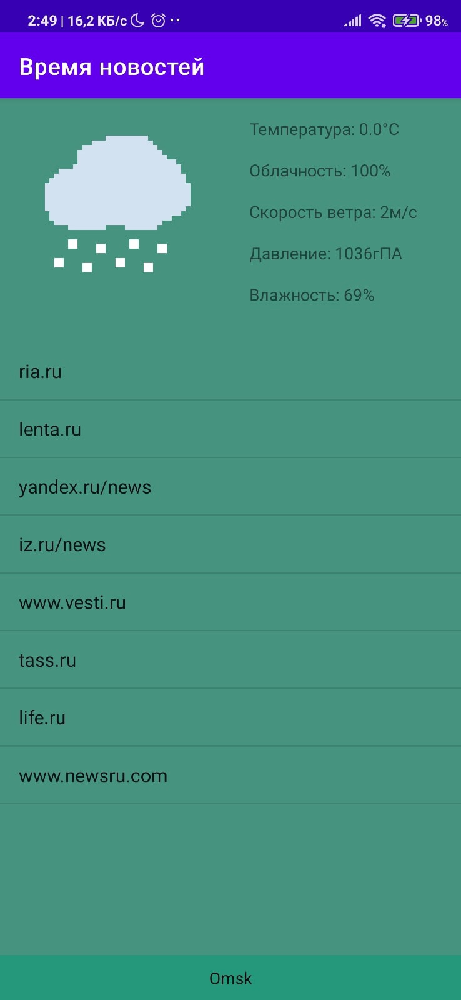 2:49 | 16,2 КБ/с 98%
Время новостей
Температура: 0.0°C
Облачность: 100%
Скорость ветра: 2м/с
Давление: 1036гПА
Влажность: 69%
ria.ru
lenta.ru
yandex.ru/news
iz.ru/news
www.vesti.ru
tass.ru
life.ru
www.newsru.com
Omsk